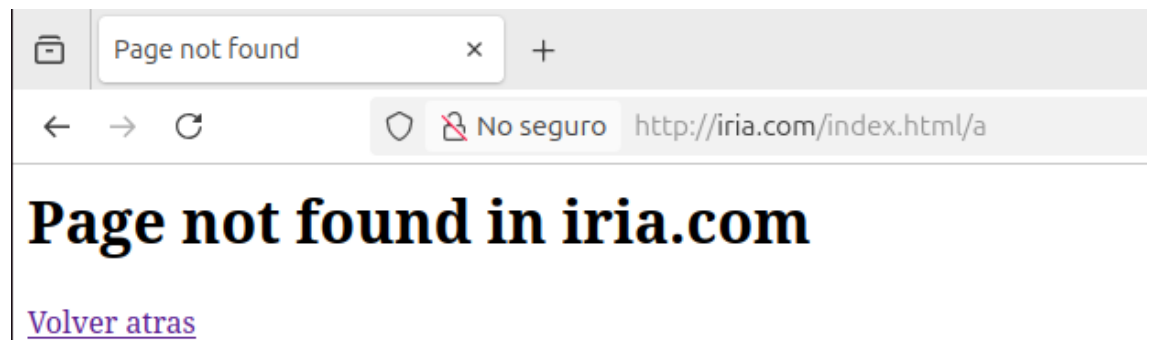 Page not found
No seguro http://iria.com/index.html/a
Page not found in iria.com
Volver atras